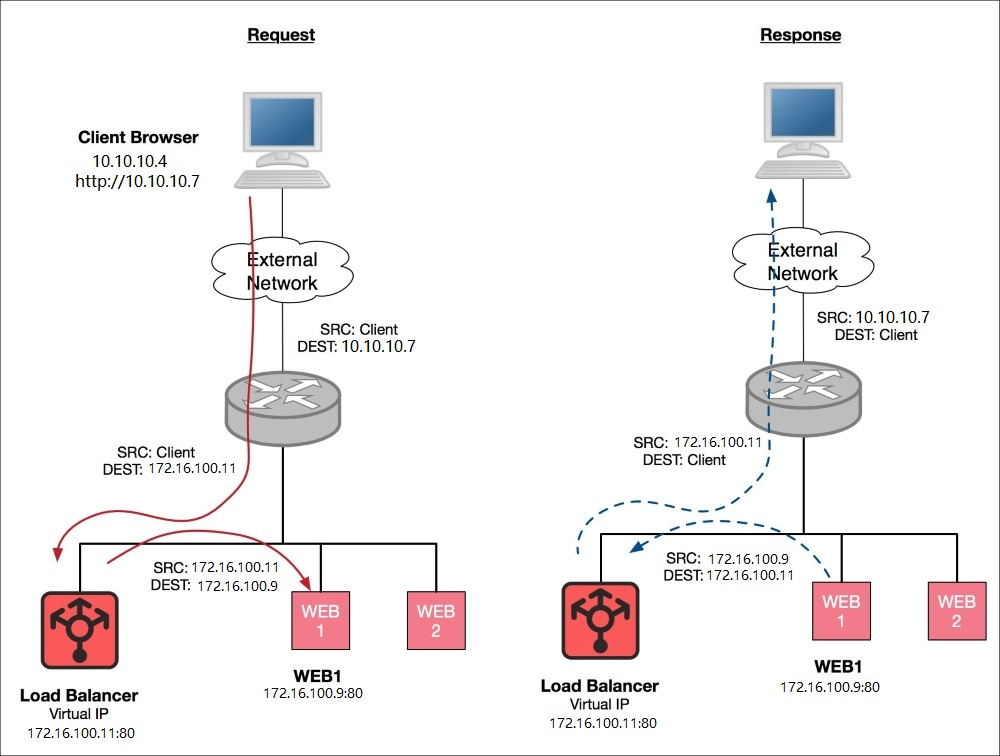 Request
Client Browser
10.10.10.4
http://10.10.10.7
External
Network
SRC: Client
DEST: 10.10.10.7
SRC: Client
DEST: 172.16.100.11
SRC: 172.16.100.11
DEST: 172.16.100.9
WEB
1
WEB
2
WEB1
172.16.100.9:80
Load Balancer
Virtual IP
172.16.100.11:80
Response
External
Network
SRC: 10.10.10.7
DEST: Client
SRC: 172.16.100.11
DEST: Client
SRC: 172.16.100.9
DEST: 172.16.100.11
WEB
1
WEB
2
WEB1
172.16.100.9:80
Load Balancer
Virtual IP
172.16.100.11:80